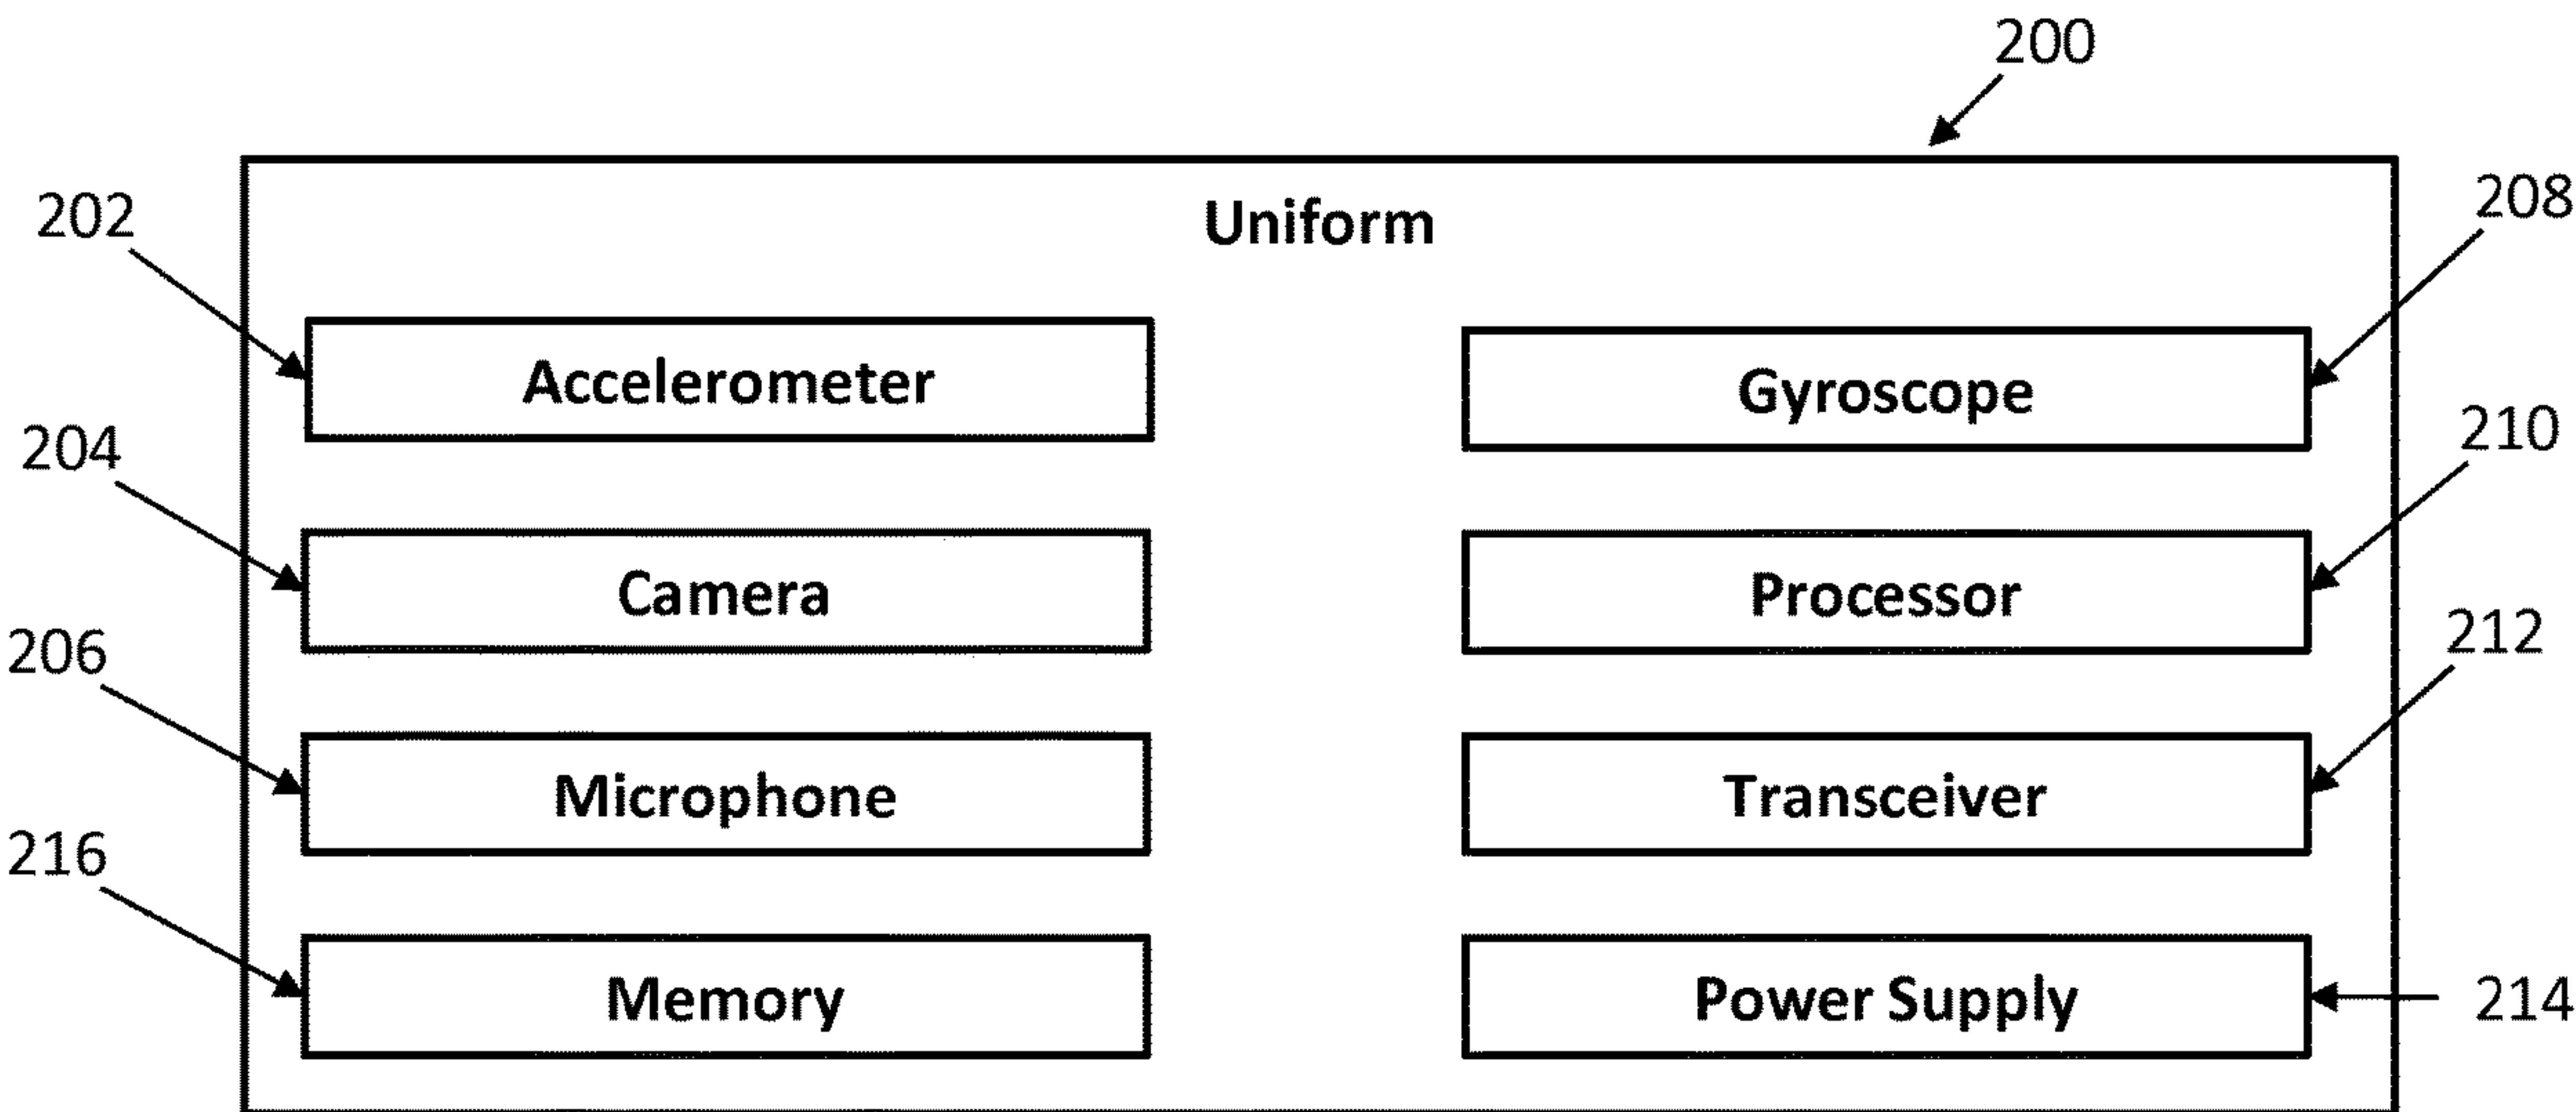 200
Uniform
202
208
Accelerometer
Gyroscope
204
210
Camera
Processor
206
212
Microphone
Transceiver
216
Memory
Power Supply
214